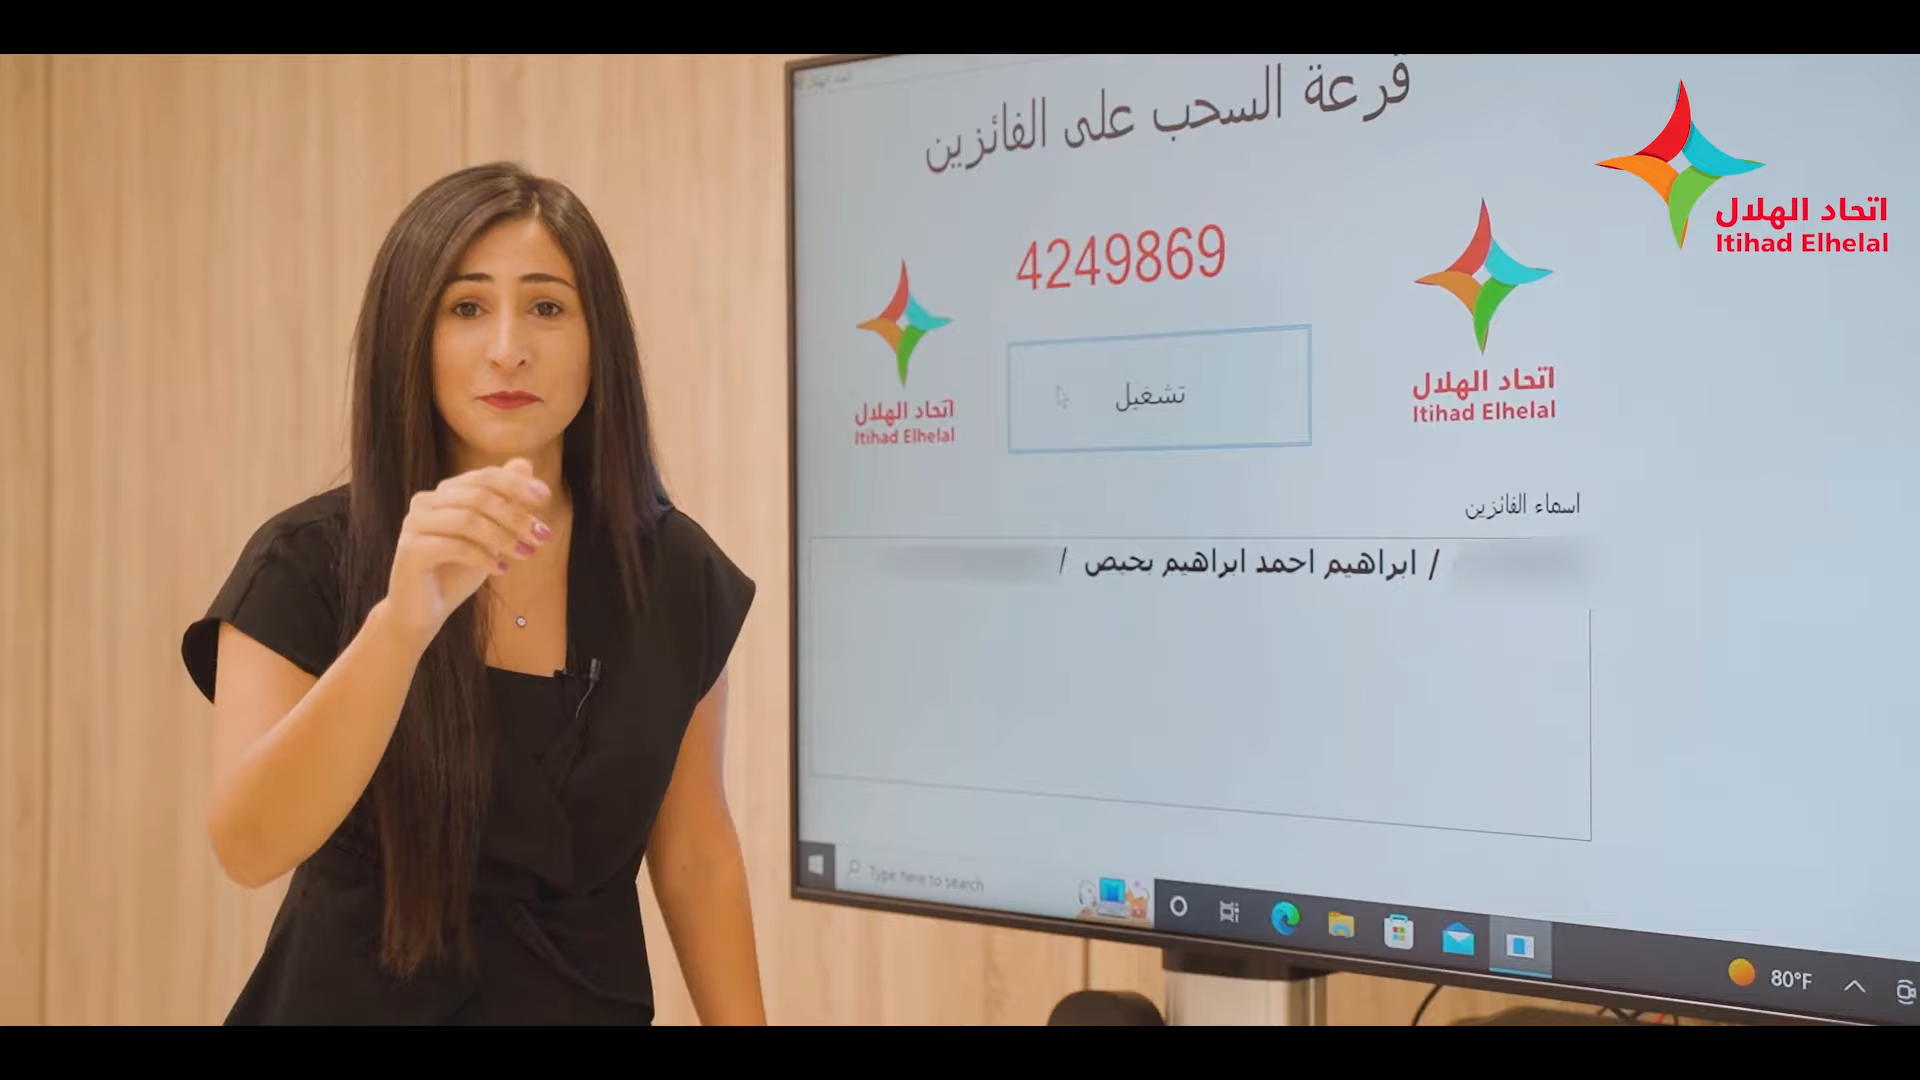 قرعة السحب على الفائزين
اتحاد الهلال
Itihad Elhelal
4249869
اتحاد الهلال
Itihad Elhelal
تشغيل
اتحاد الهلال
Itihad Elhelal
اسماء الفائزين
/ ابراهيم احمد ابراهيم بحيص /
Type here to search
80°F